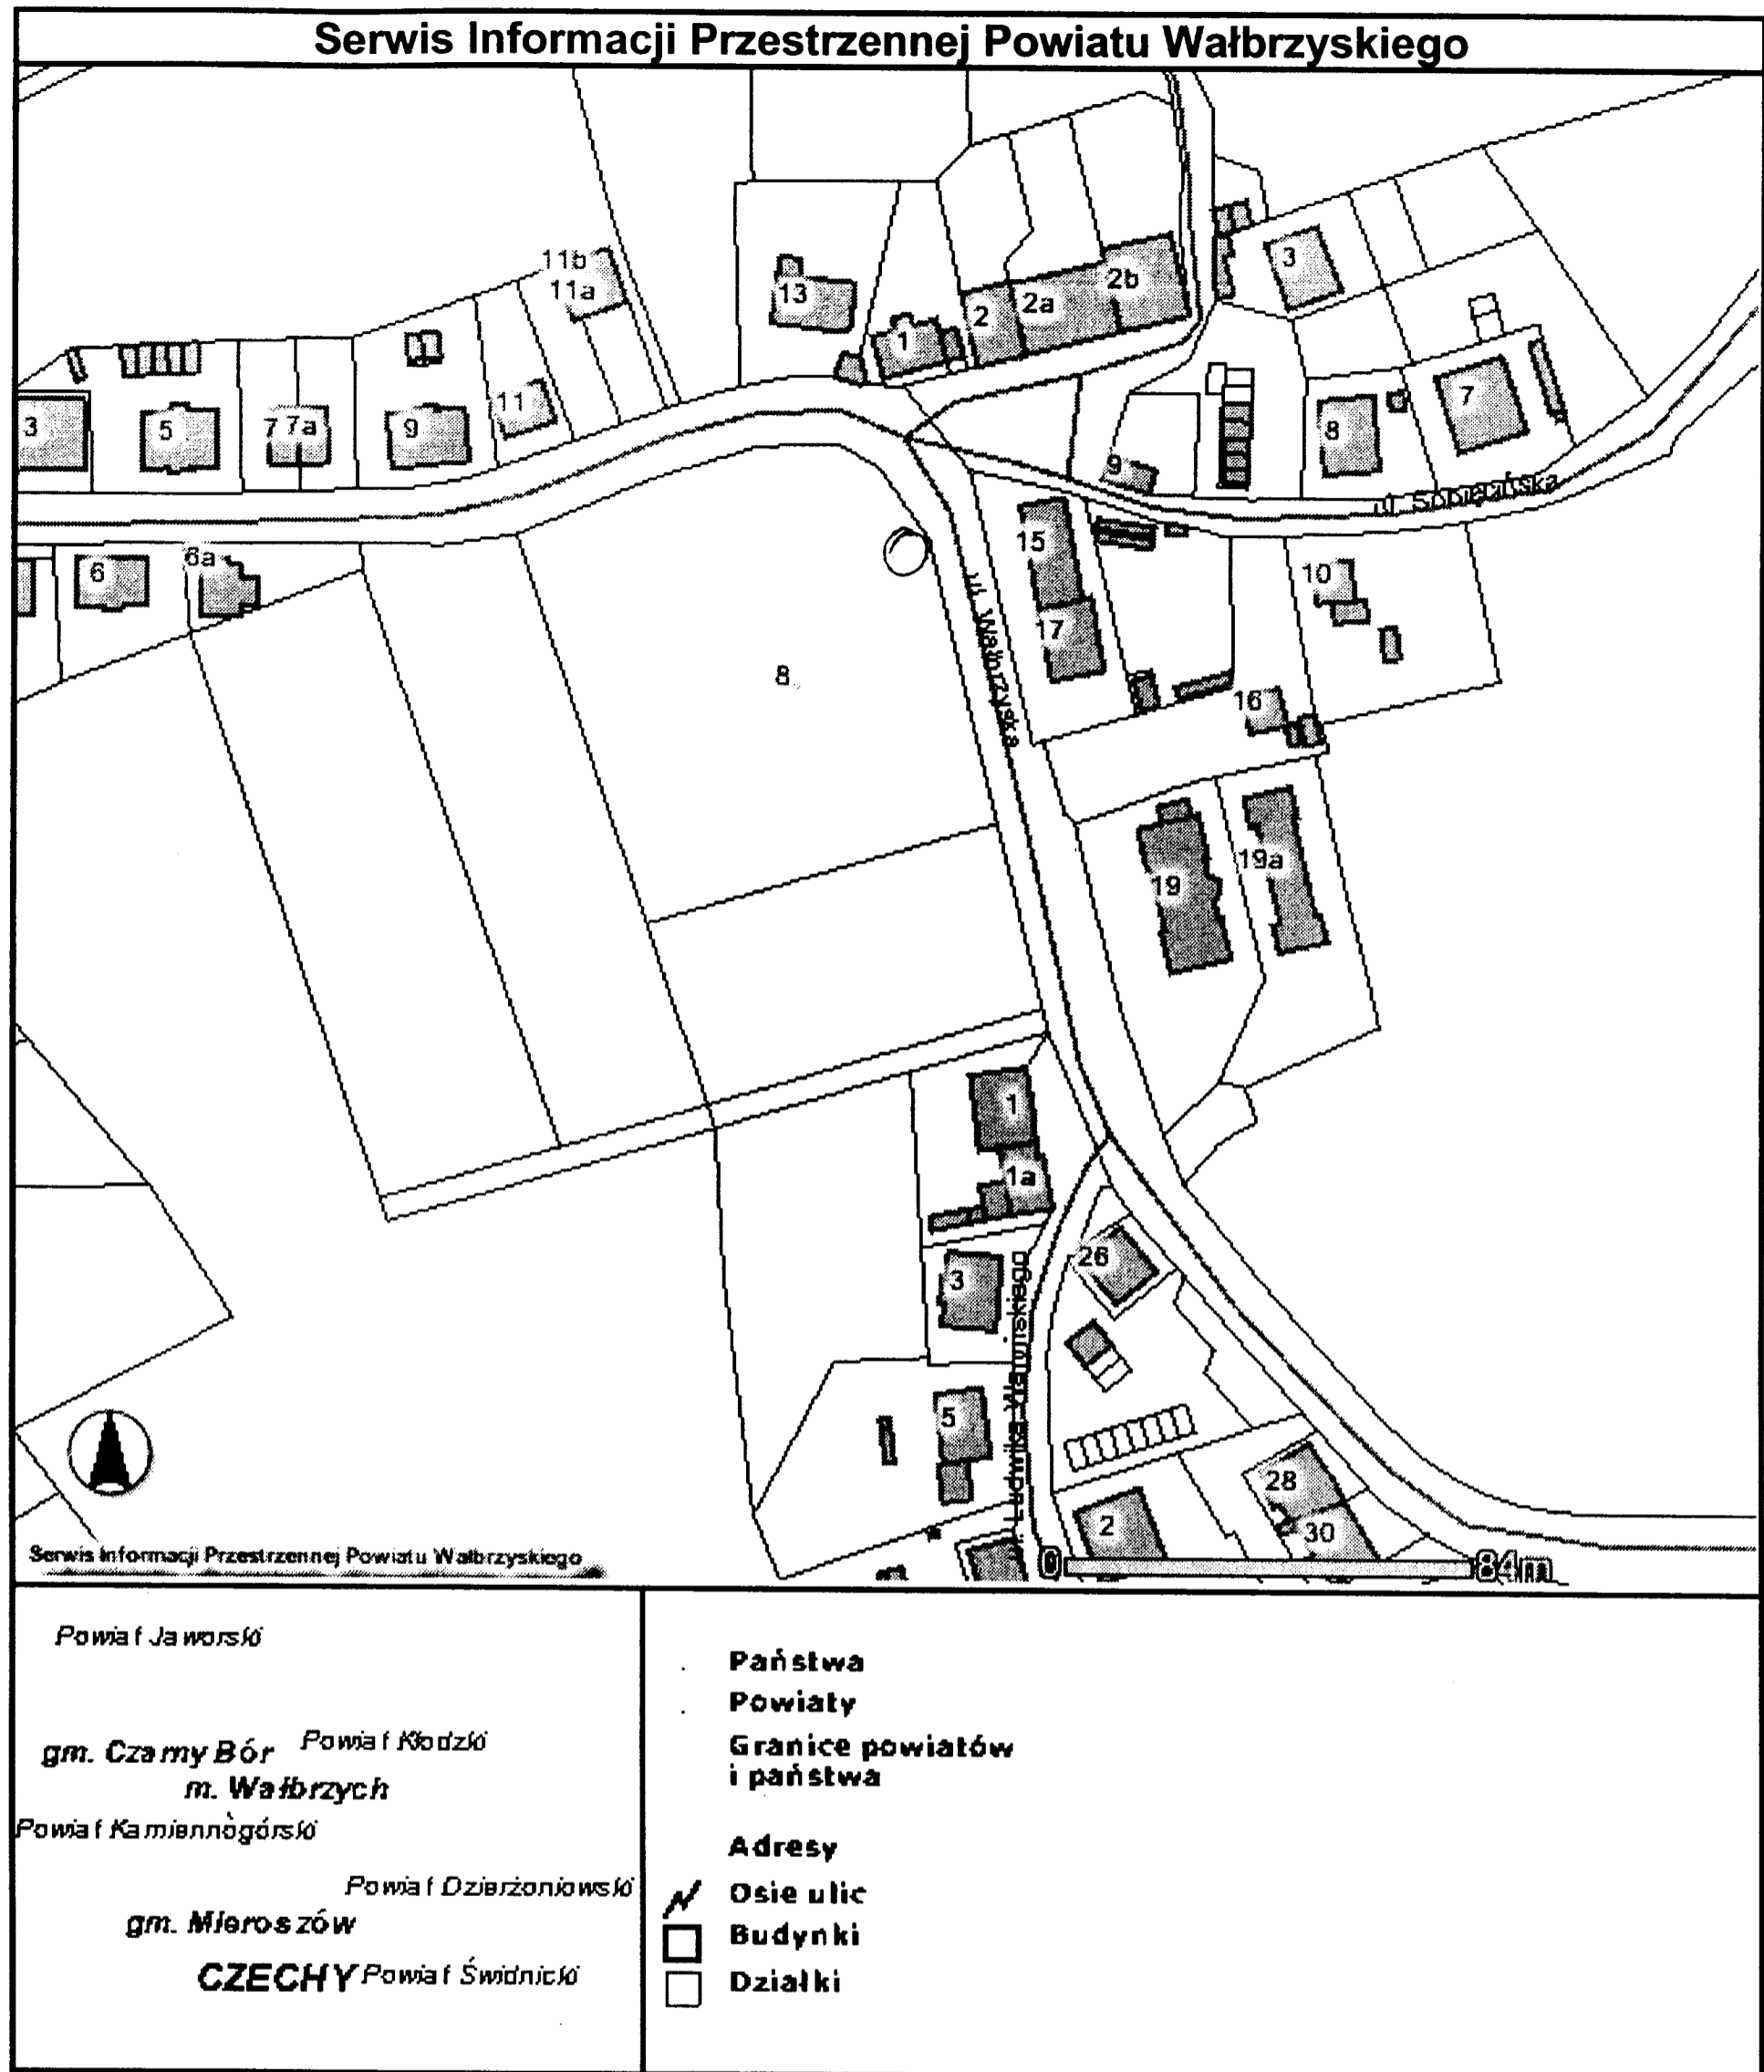 Serwis Informacji Przestrzennej Powiatu Wałbrzyskiego
11b
11a
13
1
2
2a
2b
3
3
5
7
7a
9
11
9
8
7
ul. Sokołowska
6
6a
15
17
10
16
8
ul. Wałbrzyska
19
19a
1
1a
26
3
5
ul. Ludwika Waryńskiego
28
30
2
0
84m
Serwis Informacji Przestrzennej Powiatu Wałbrzyskiego
Powiat Jaworski
gm. Czarny Bór
Powiat Kłodzki
m. Wałbrzych
Powiat Kamiennogórski
Powiat Dzierżoniowski
gm. Mieroszów
CZECHY
Powiat Świdnicki
Państwa
Powiaty
Granice powiatów
i państwa
Adresy
Osie ulic
Budynki
Działki